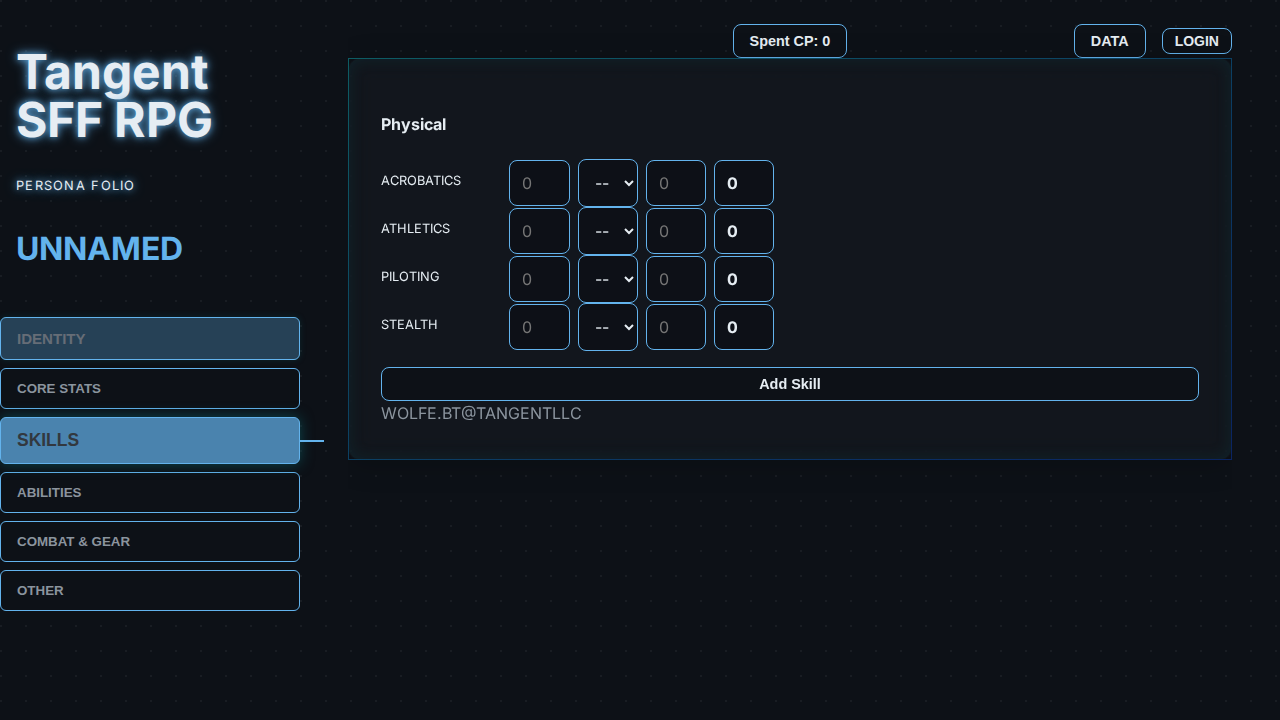 Tangent
SFF RPG
PERSONA FOLIO
UNNAMED
IDENTITY
CORE STATS
SKILLS
ABILITIES
COMBAT & GEAR
OTHER
Spent CP: 0
DATA
LOGIN
Physical
ACROBATICS 0 -- 0 0
ATHLETICS 0 -- 0 0
PILOTING 0 -- 0 0
STEALTH 0 -- 0 0
Add Skill
WOLFE.BT@TANGENTLLC